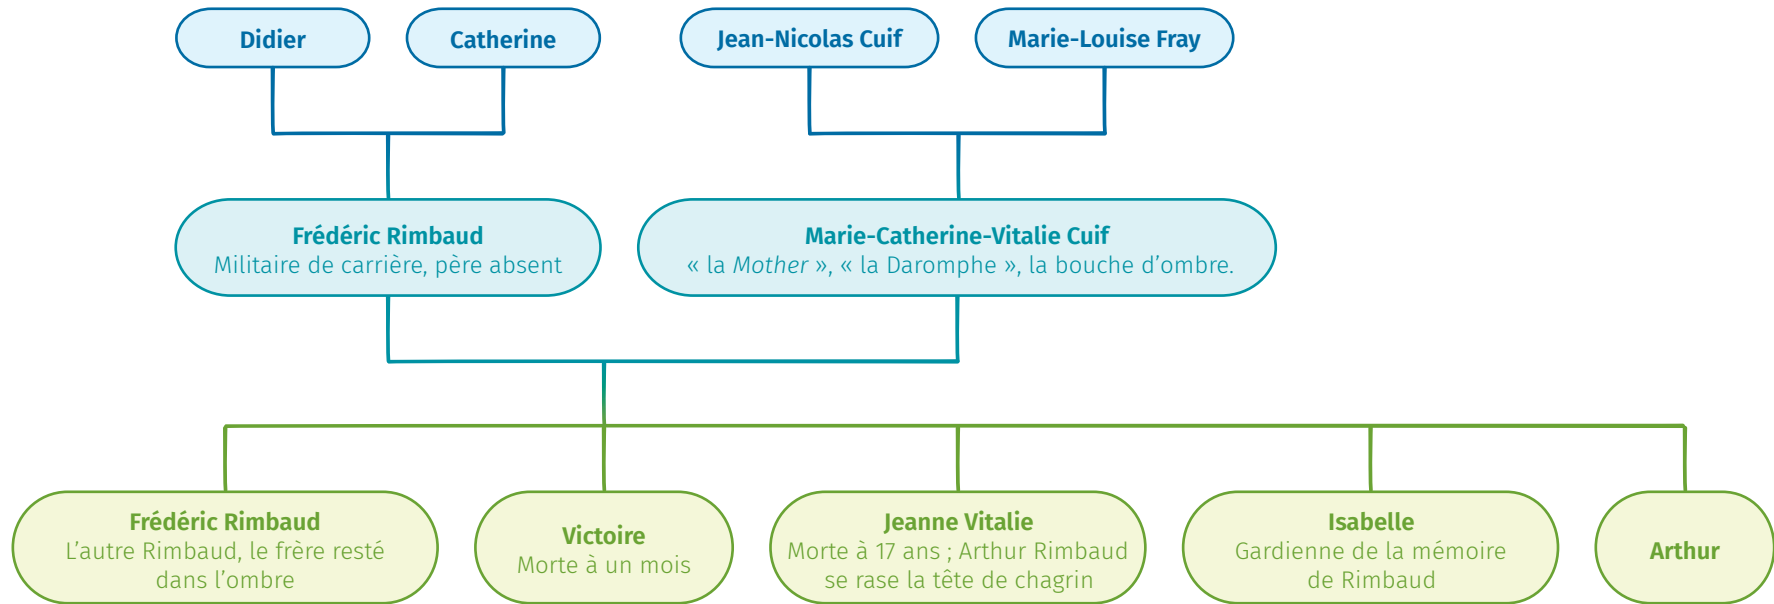 Didier
Catherine
Jean-Nicolas Cuif
Marie-Louise Fray
Frédéric Rimbaud
Militaire de carrière, père absent
Marie-Catherine-Vitalie Cuif
« la Mother », « la Daromphe », la bouche d’ombre.
Frédéric Rimbaud
L’autre Rimbaud, le frère resté
dans l’ombre
Victoire
Morte à un mois
Jeanne Vitalie
Morte à 17 ans ; Arthur Rimbaud
se rase la tête de chagrin
Isabelle
Gardienne de la mémoire
de Rimbaud
Arthur